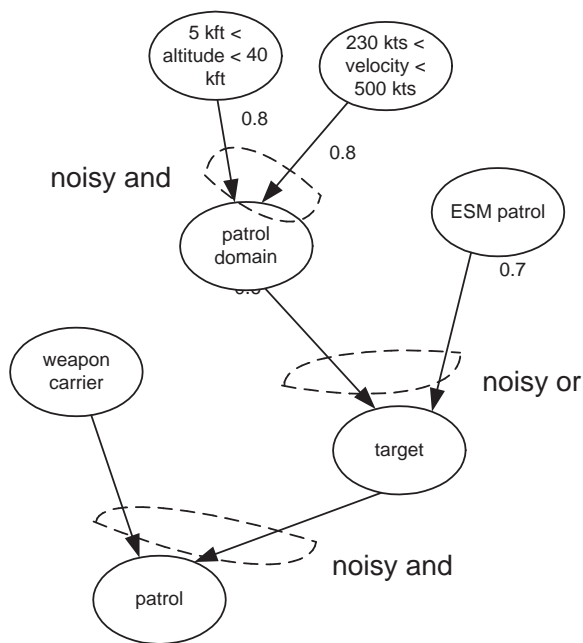 5 kft <
altitude < 40
kft
230 kts <
velocity <
500 kts
0.8
0.8
noisy and
ESM patrol
patrol
domain
0.7
weapon
carrier
noisy or
target
noisy and
patrol